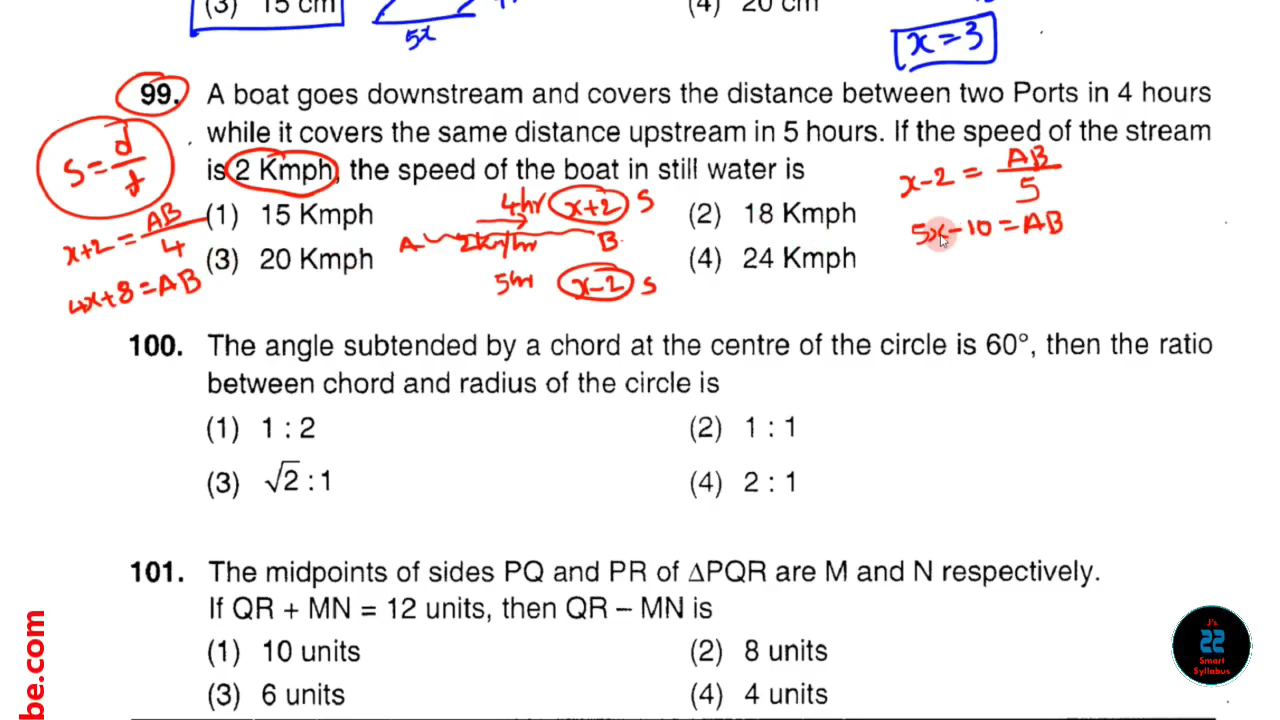 (3) 15 cm
(4) 20 cm
5x
x = 3
99. A boat goes downstream and covers the distance between two Ports in 4 hours
while it covers the same distance upstream in 5 hours. If the speed of the stream
is 2 Kmph, the speed of the boat in still water is
S = d/t
x+2 = AB/4
4x+8 = AB
(1) 15 Kmph
(2) 18 Kmph
(3) 20 Kmph
(4) 24 Kmph
4hr x+2 S
A 2km/hr B
5hr x-2 S
x-2 = AB/5
5x-10 = AB
100. The angle subtended by a chord at the centre of the circle is 60°, then the ratio
between chord and radius of the circle is
(1) 1 : 2
(2) 1 : 1
(3) √2 : 1
(4) 2 : 1
101. The midpoints of sides PQ and PR of ∆PQR are M and N respectively.
If QR + MN = 12 units, then QR – MN is
(1) 10 units
(2) 8 units
(3) 6 units
(4) 4 units
be.com
J's
22
Smart
Syllabus